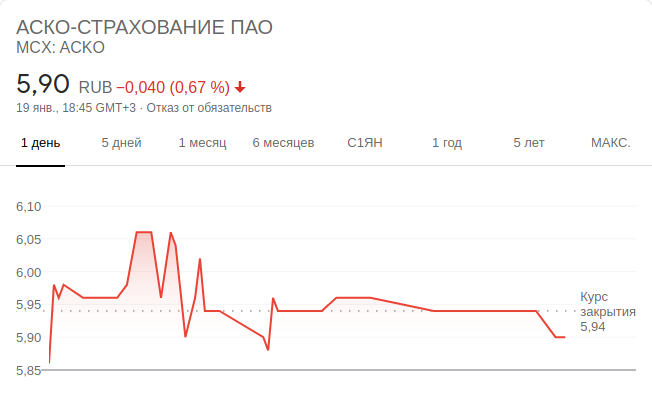 АСКО-СТРАХОВАНИЕ ПАО
MCX: ACKO
5,90 RUB −0,040 (0,67 %)
19 янв., 18:45 GMT+3 · Отказ от обязательств
1 день 5 дней 1 месяц 6 месяцев С1ЯН 1 год 5 лет МАКС.
6,10
6,05
6,00
5,95
5,90
5,85
Курс
закрытия
5,94